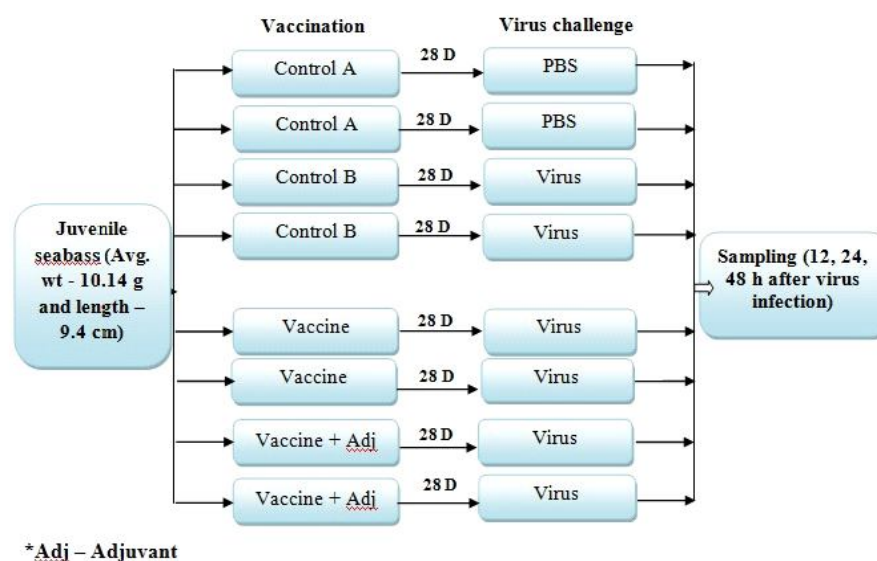 Vaccination
Virus challenge
Control A
28 D
PBS
Control A
28 D
PBS
Control B
28 D
Virus
Control B
28 D
Virus
Juvenile
seabass (Avg.
wt - 10.14 g
and length –
9.4 cm)
Sampling (12, 24,
48 h after virus
infection)
Vaccine
28 D
Virus
Vaccine
28 D
Virus
Vaccine + Adj
28 D
Virus
Vaccine + Adj
28 D
Virus
*Adj – Adjuvant